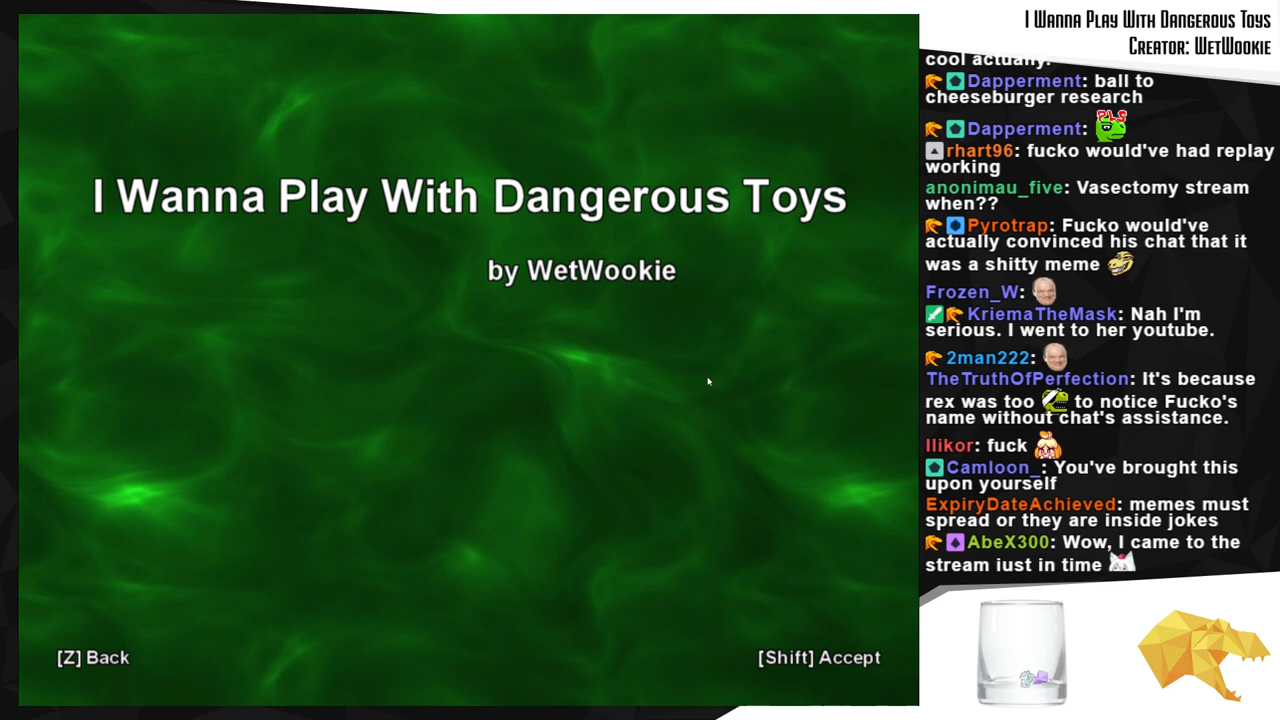 I Wanna Play With Dangerous Toys
by WetWookie
[Z] Back
[Shift] Accept
I Wanna Play With Dangerous Toys
Creator: WetWookie
cool actually.
Dapperment: ball to
cheeseburger research
Dapperment: PLS
rhart96: fucko would've had replay
working
anonimau_five: Vasectomy stream
when??
Pyrotrap: Fucko would've
actually convinced his chat that it
was a shitty meme
Frozen_W:
KriemaTheMask: Nah I'm
serious. I went to her youtube.
2man222:
TheTruthOfPerfection: It's because
rex was too to notice Fucko's
name without chat's assistance.
Ilikor: fuck
Camloon_: You've brought this
upon yourself
ExpiryDateAchieved: memes must
spread or they are inside jokes
AbeX300: Wow, I came to the
stream just in time